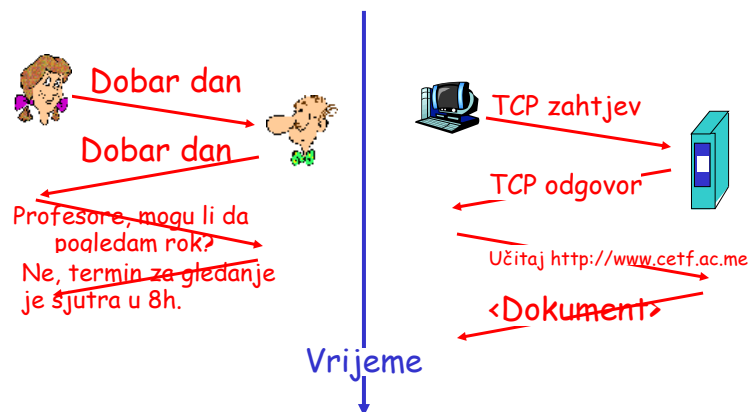 Dobar dan
Dobar dan
Profesore, mogu li da
pogledam rok?
Ne, termin za gledanje
je sjutra u 8h.
TCP zahtjev
TCP odgovor
Učitaj http://www.cetf.ac.me
<Dokument>
Vrijeme